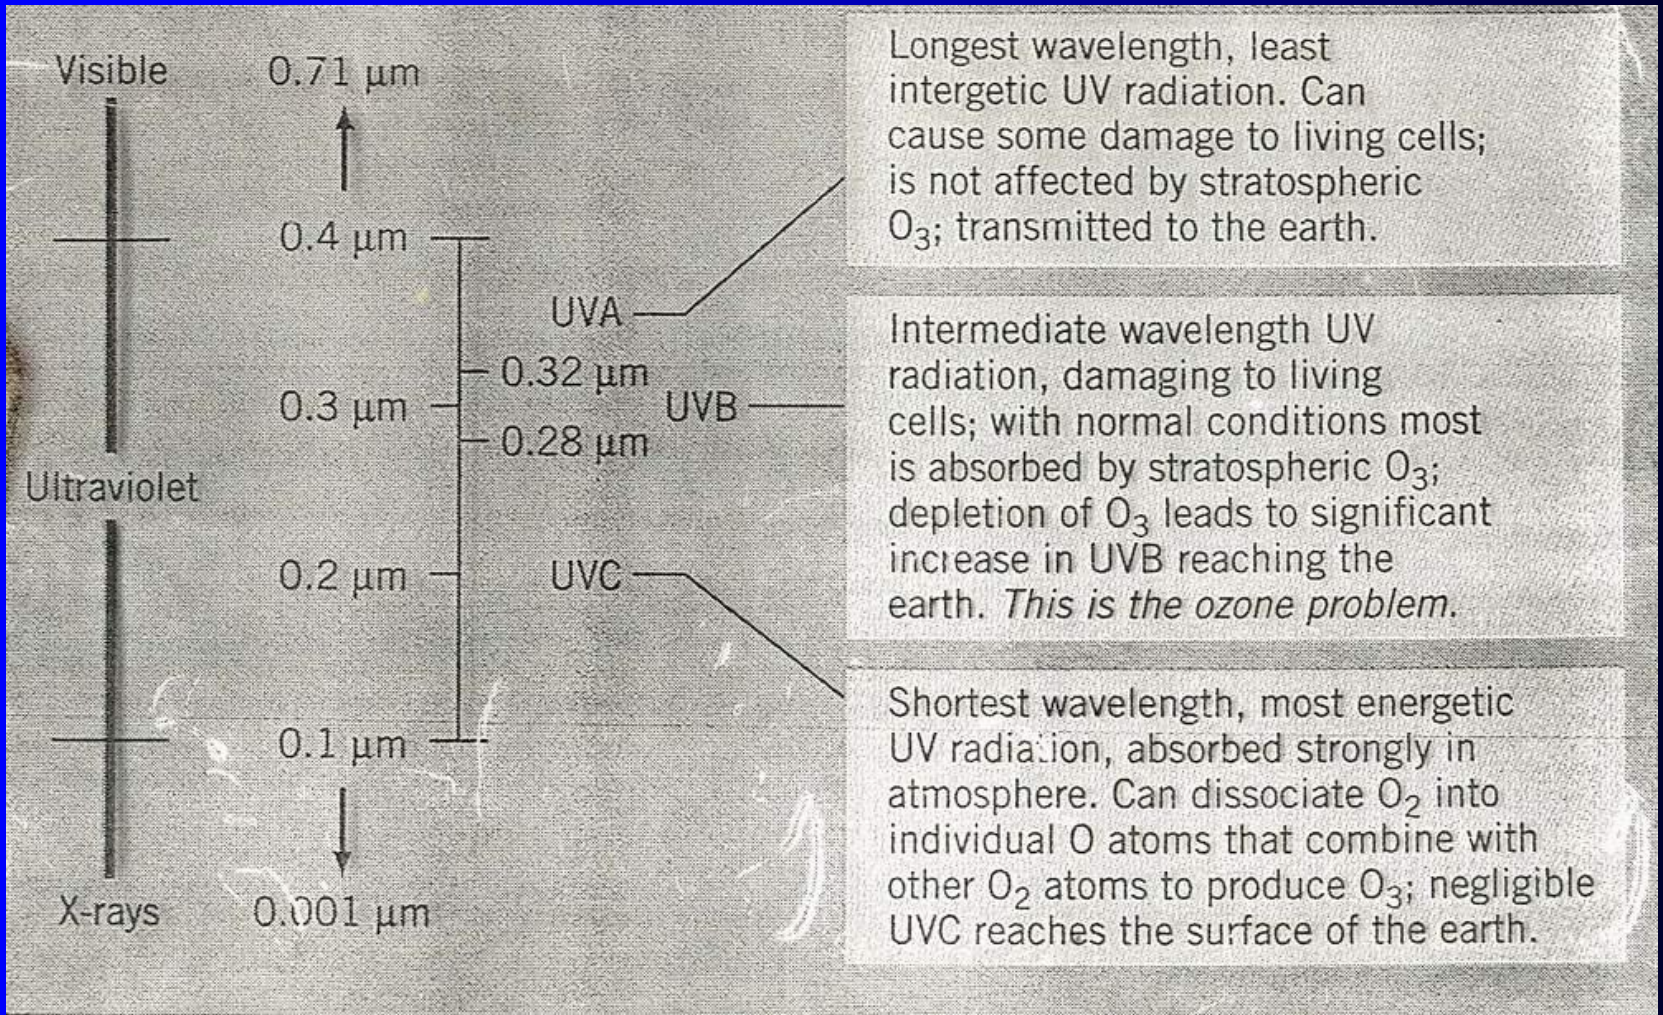 Visible
0.71 µm
0.4 µm
UVA
0.32 µm
0.3 µm
UVB
0.28 µm
Ultraviolet
0.2 µm
UVC
0.1 µm
X-rays
0.001 µm
Longest wavelength, least
intergetic UV radiation. Can
cause some damage to living cells;
is not affected by stratospheric
O₃; transmitted to the earth.
Intermediate wavelength UV
radiation, damaging to living
cells; with normal conditions most
is absorbed by stratospheric O₃;
depletion of O₃ leads to significant
increase in UVB reaching the
earth. This is the ozone problem.
Shortest wavelength, most energetic
UV radiation, absorbed strongly in
atmosphere. Can dissociate O₂ into
individual O atoms that combine with
other O₂ atoms to produce O₃; negligible
UVC reaches the surface of the earth.